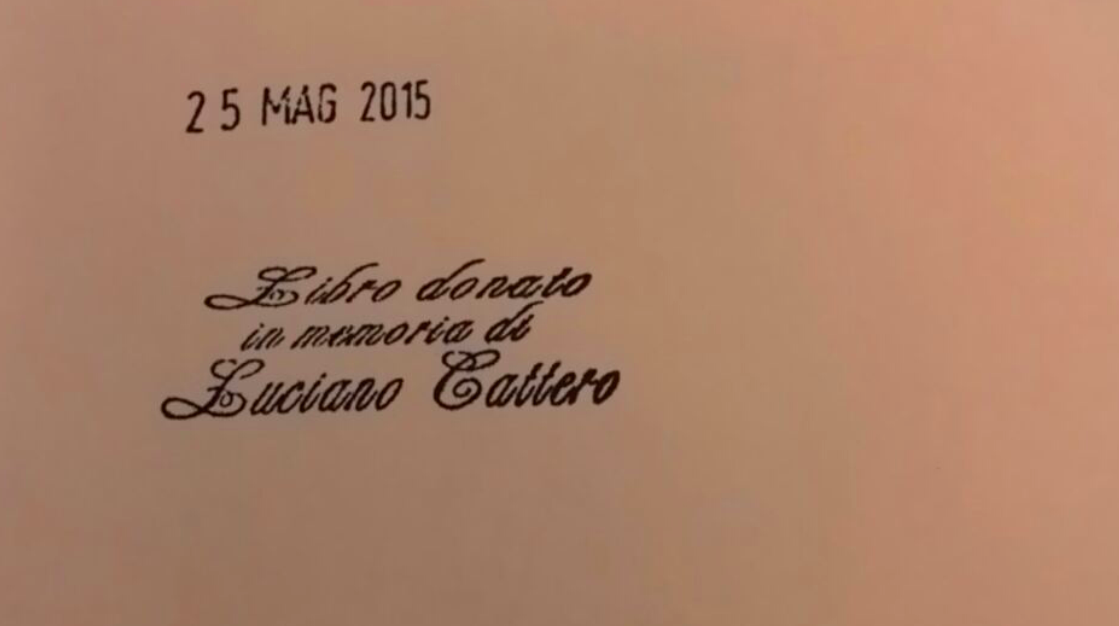 25 MAG 2015
Libro donato
in memoria di
Luciano Cattero